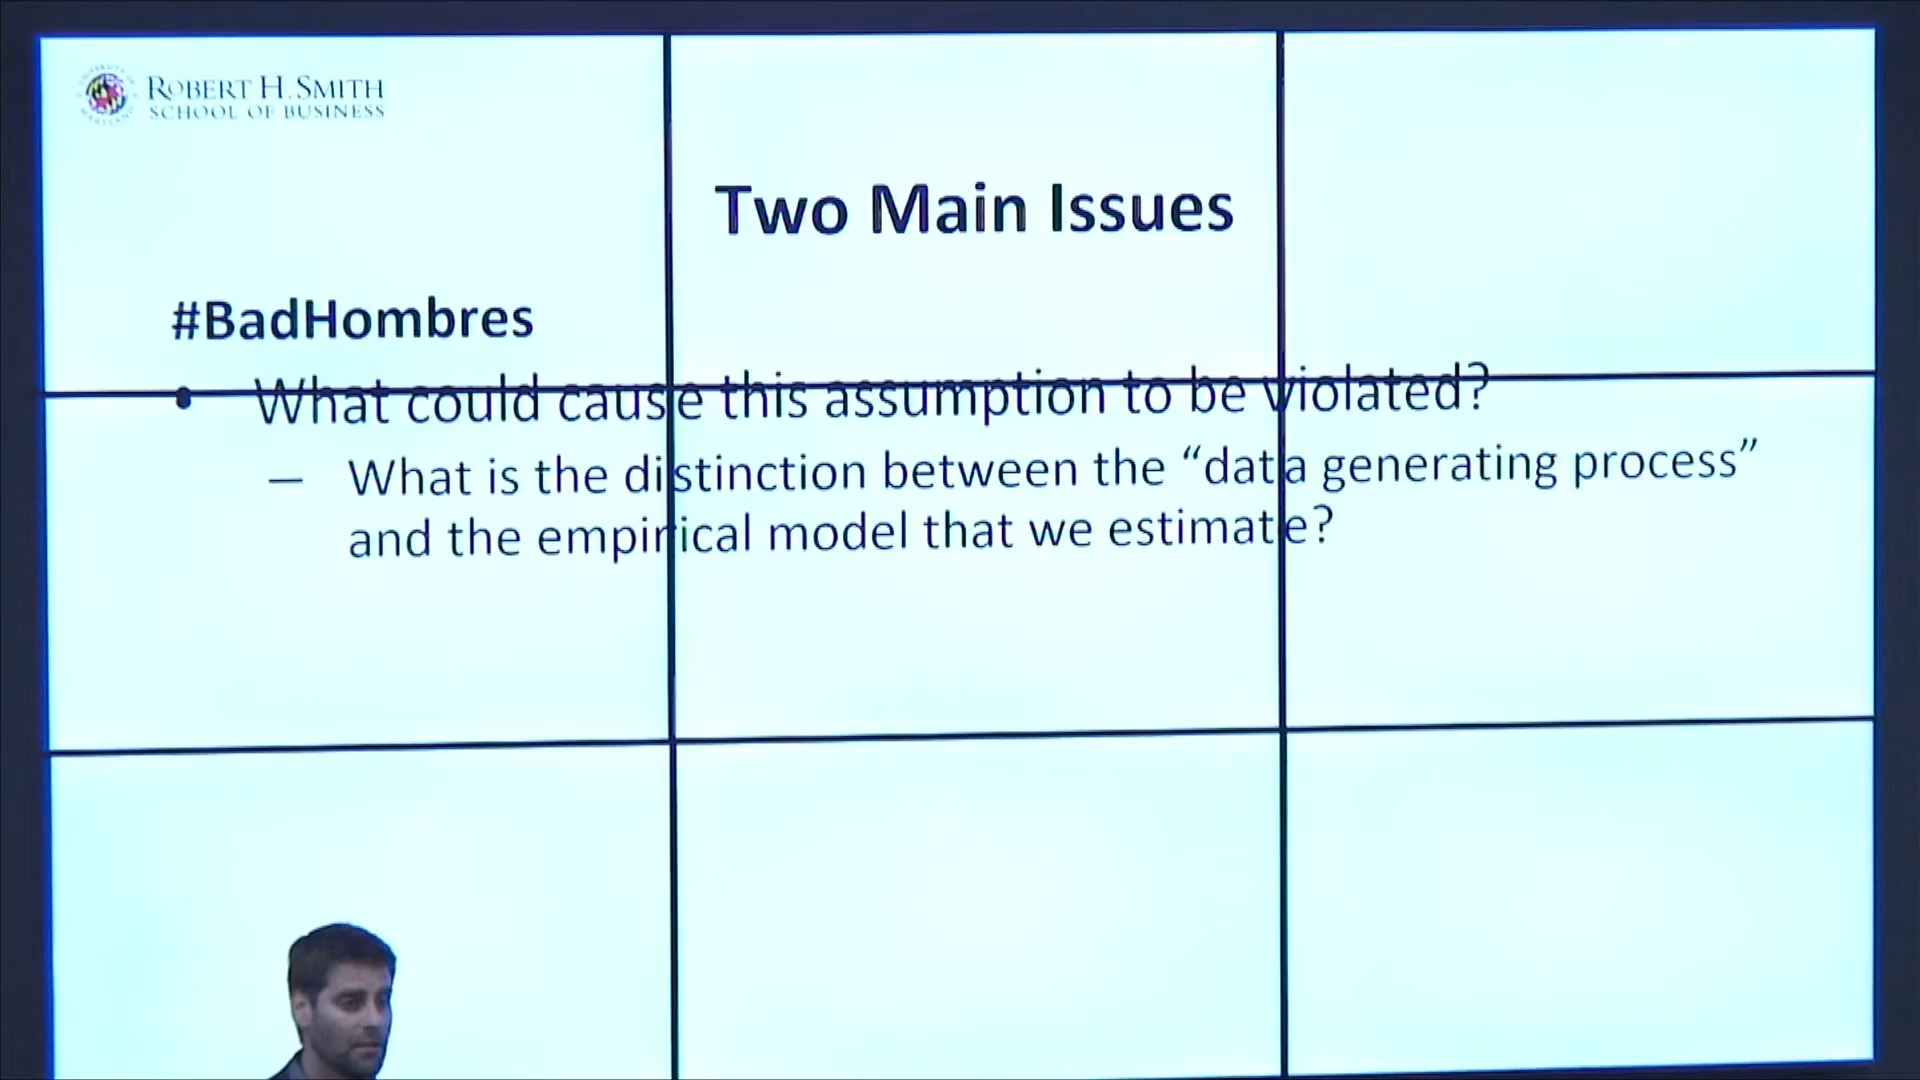 ROBERT H. SMITH
SCHOOL OF BUSINESS
Two Main Issues
#BadHombres
• What could cause this assumption to be violated?
– What is the distinction between the “data generating process”
and the empirical model that we estimate?